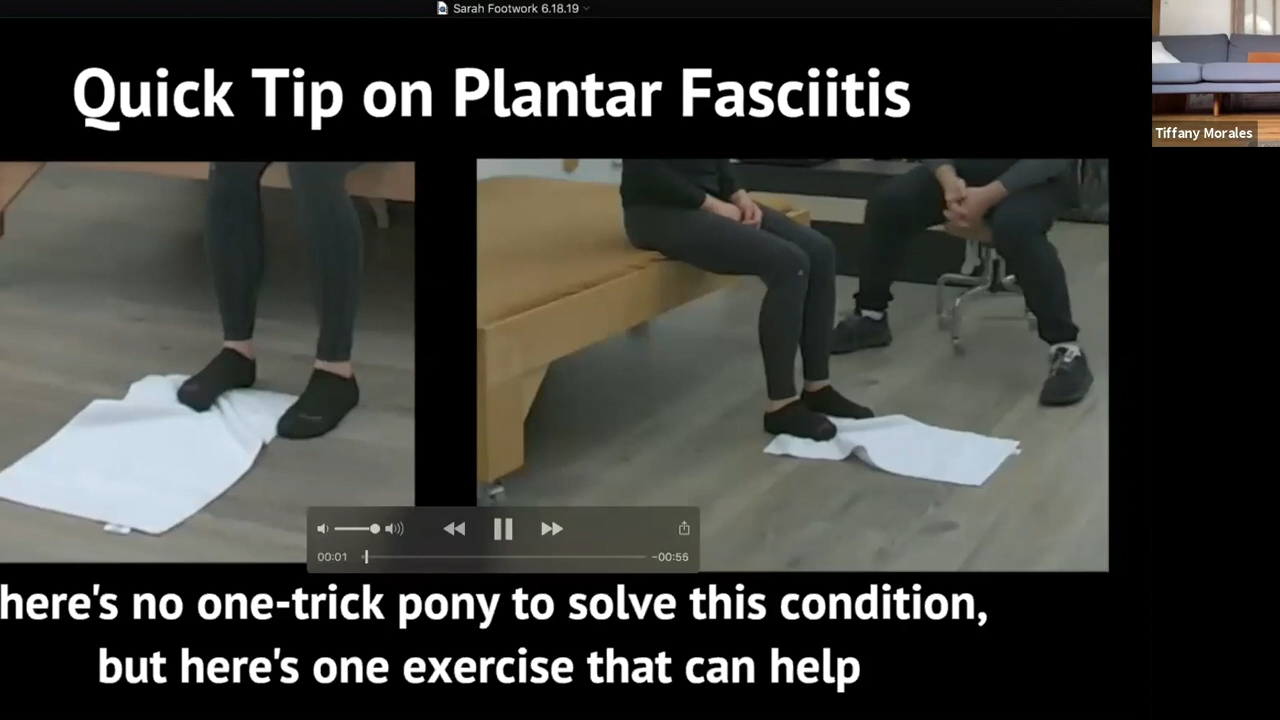 Sarah Footwork 6.18.19
Quick Tip on Plantar Fasciitis
Tiffany Morales
00:01
-00:56
here's no one-trick pony to solve this condition,
but here's one exercise that can help